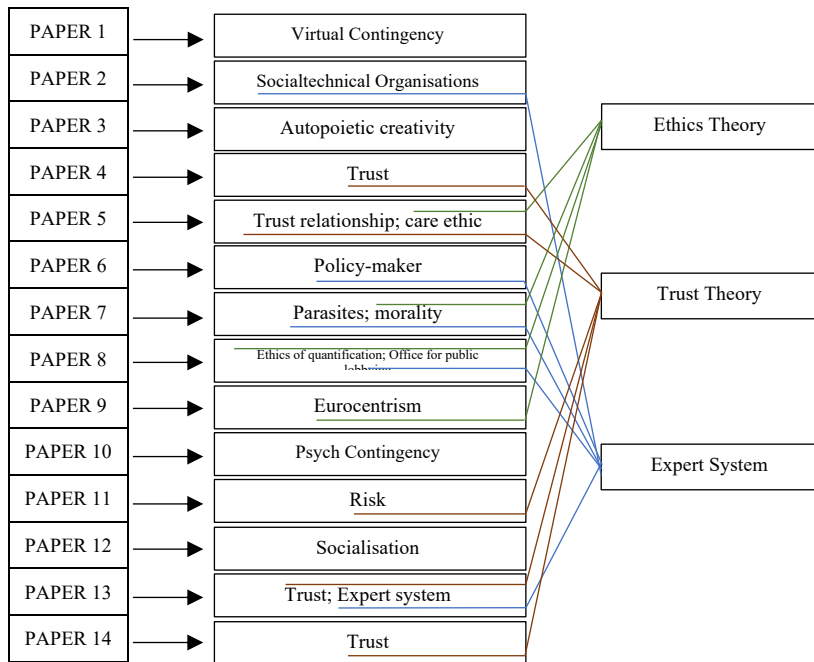 PAPER 1
Virtual Contingency
PAPER 2
Socialtechnical Organisations
PAPER 3
Autopoietic creativity
PAPER 4
Trust
PAPER 5
Trust relationship; care ethic
PAPER 6
Policy-maker
PAPER 7
Parasites; morality
PAPER 8
Ethics of quantification; Office for public
PAPER 9
Eurocentrism
PAPER 10
Psych Contingency
PAPER 11
Risk
PAPER 12
Socialisation
PAPER 13
Trust; Expert system
PAPER 14
Trust
Ethics Theory
Trust Theory
Expert System